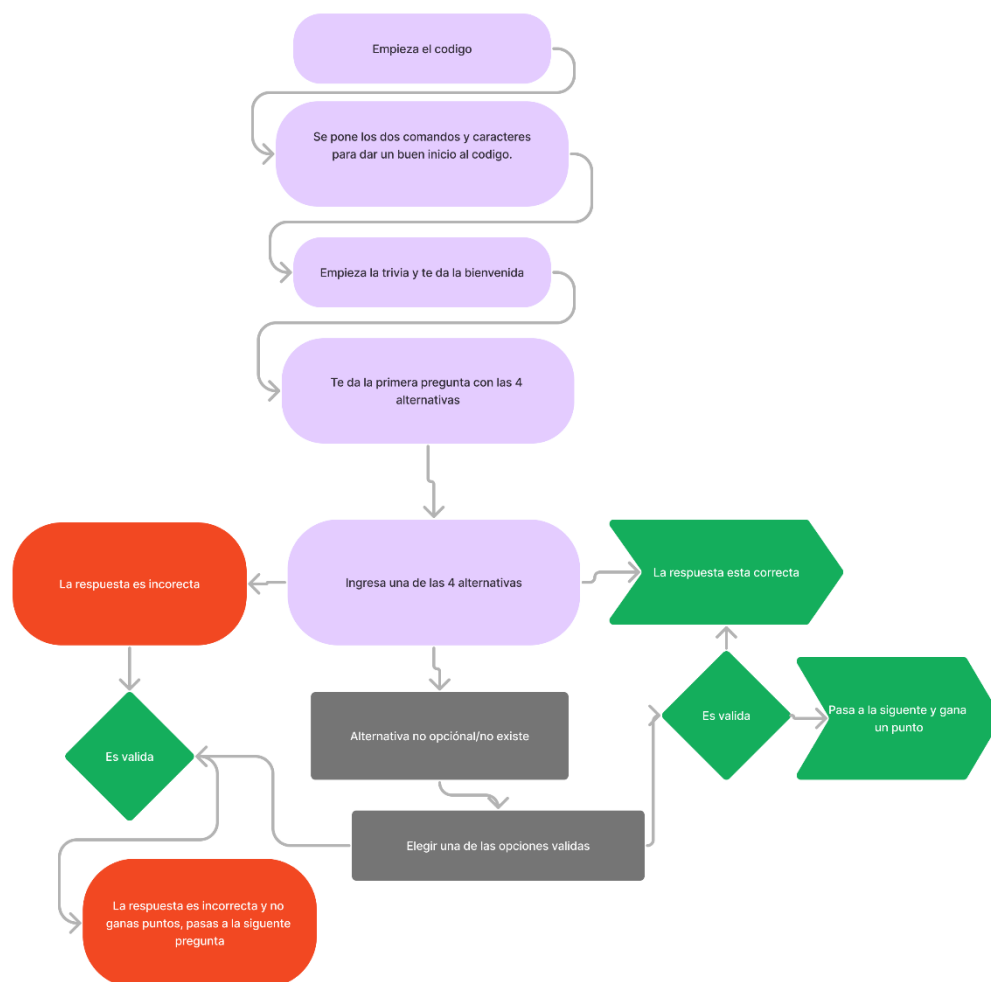 Empieza el codigo
Se pone los dos comandos y caracteres
para dar un buen inicio al codigo.
Empieza la trivia y te da la bienvenida
Te da la primera pregunta con las 4
alternativas
La respuesta es incorecta
Ingresa una de las 4 alternativas
La respuesta esta correcta
Es valida
Alternativa no opciónal/no existe
Es valida
Pasa a la siguente y gana
un punto
Elegir una de las opciones validas
La respuesta es incorrecta y no
ganas puntos, pasas a la siguente
pregunta